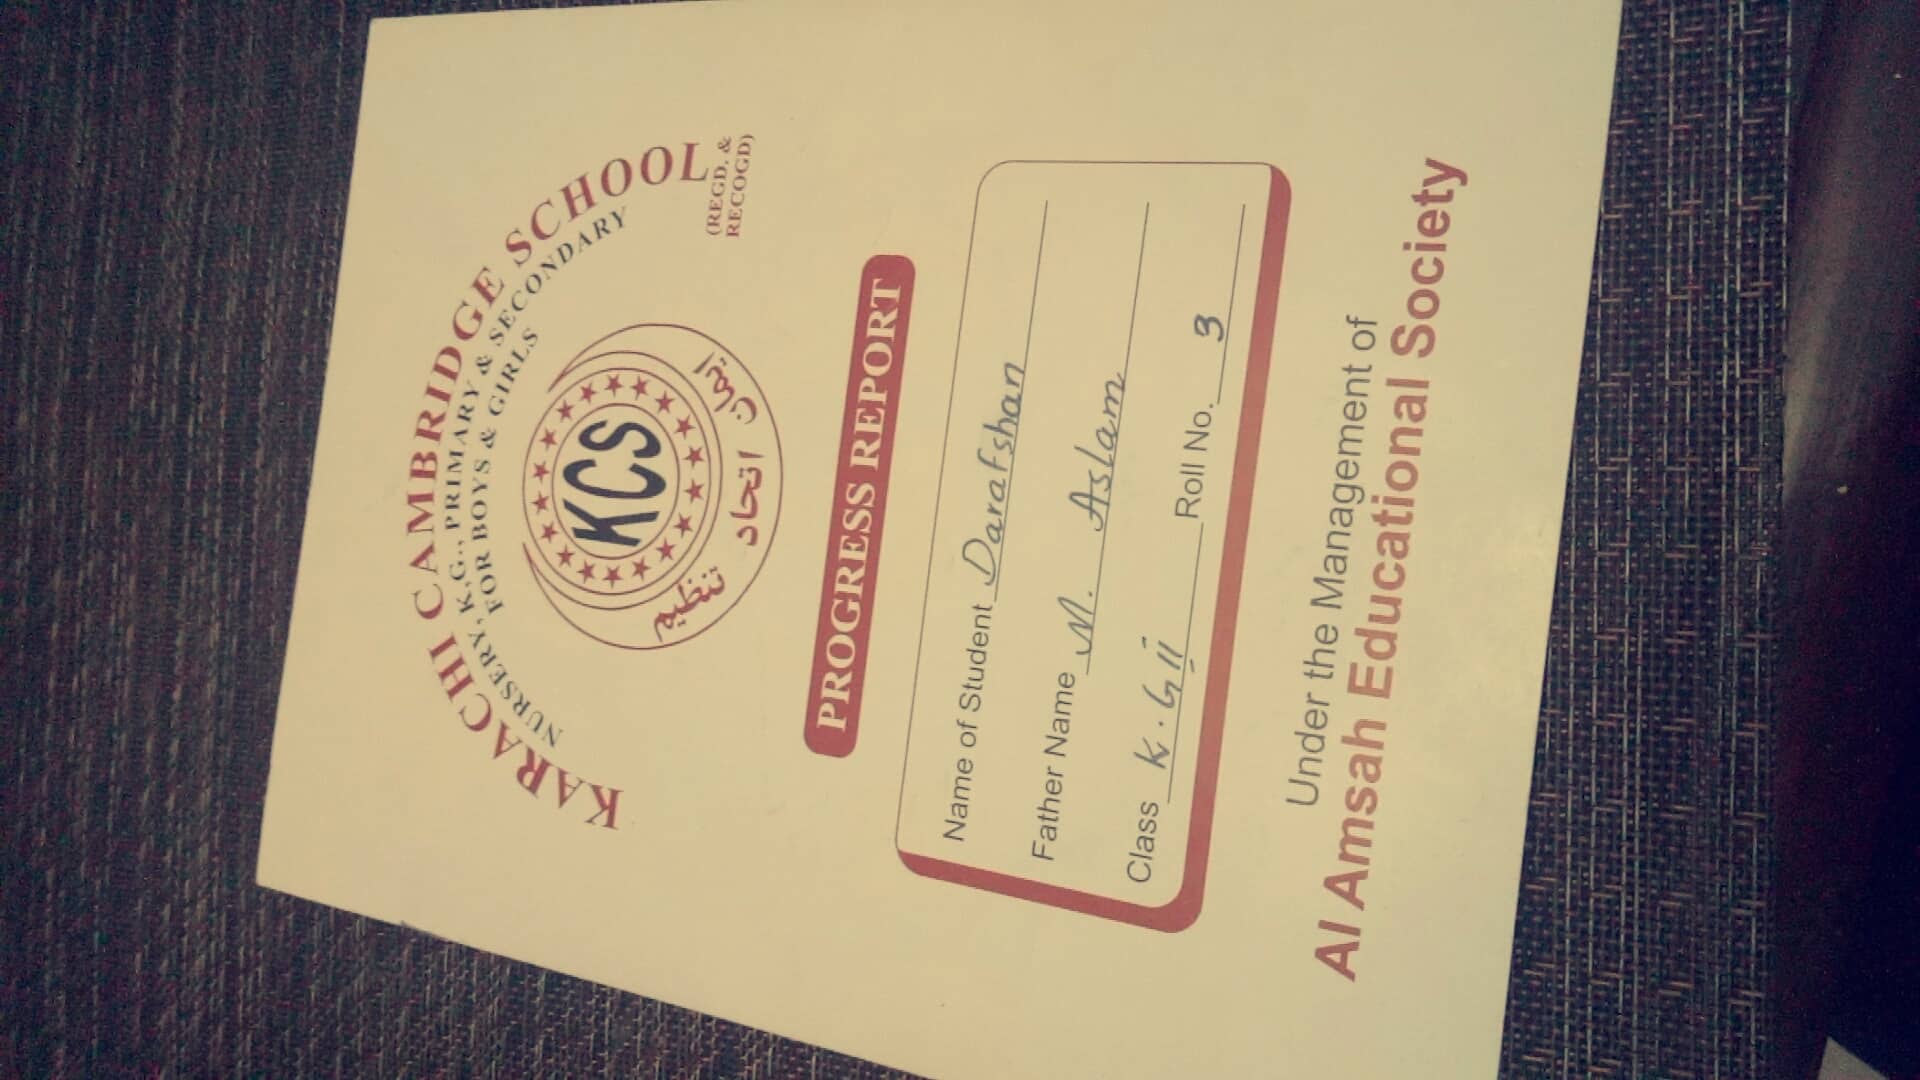 KARACHI CAMBRIDGE SCHOOL
(REGD. &
RECOGD)
NURSERY, K.G., PRIMARY & SECONDARY
FOR BOYS & GIRLS
KCS
تنظیم اتحاد ایمان
PROGRESS REPORT
Name of Student Darafshan
Father Name M. Aslam
Class K.G II Roll No. 3
Under the Management of
Al Amsah Educational Society